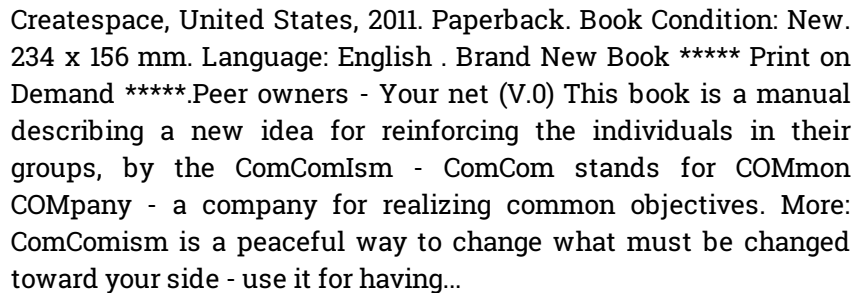 Createspace, United States, 2011. Paperback. Book Condition: New.
234 x 156 mm. Language: English . Brand New Book ***** Print on
Demand *****.Peer owners - Your net (V.0) This book is a manual
describing a new idea for reinforcing the individuals in their
groups, by the ComComIsm - ComCom stands for COMmon
COMpany - a company for realizing common objectives. More:
ComComism is a peaceful way to change what must be changed
toward your side - use it for having...